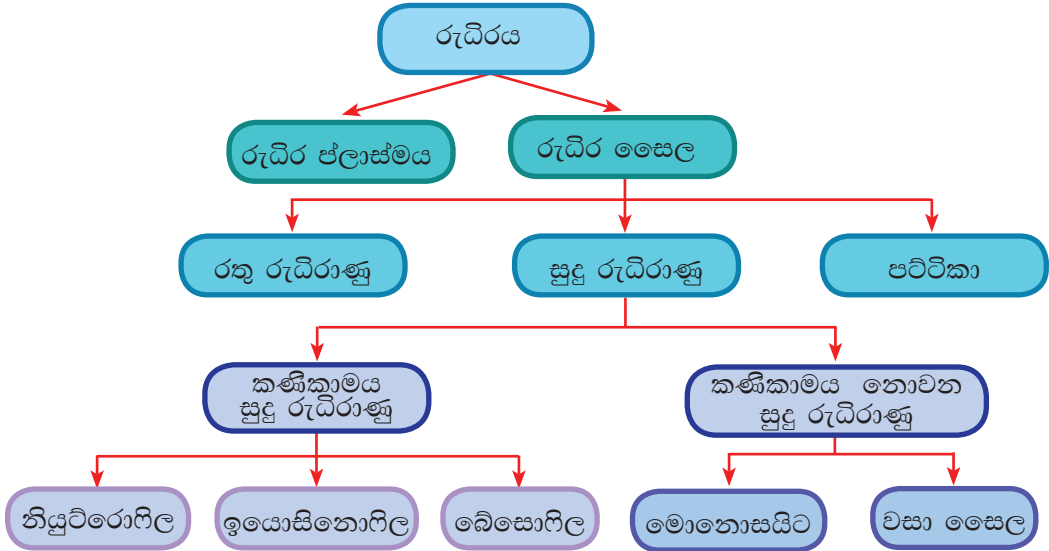 රුධිරය
රුධිර ප්ලාස්මය
රුධිර සෛල
රතු රුධිරාණු
සුදු රුධිරාණු
පට්ටිකා
කණිකාමය
සුදු රුධිරාණු
කණිකාමය නොවන
සුදු රුධිරාණු
නියුට්රොෆිල
ඉයොසිනොෆිල
බේසොෆිල
මොනොසයිට
වසා සෛල